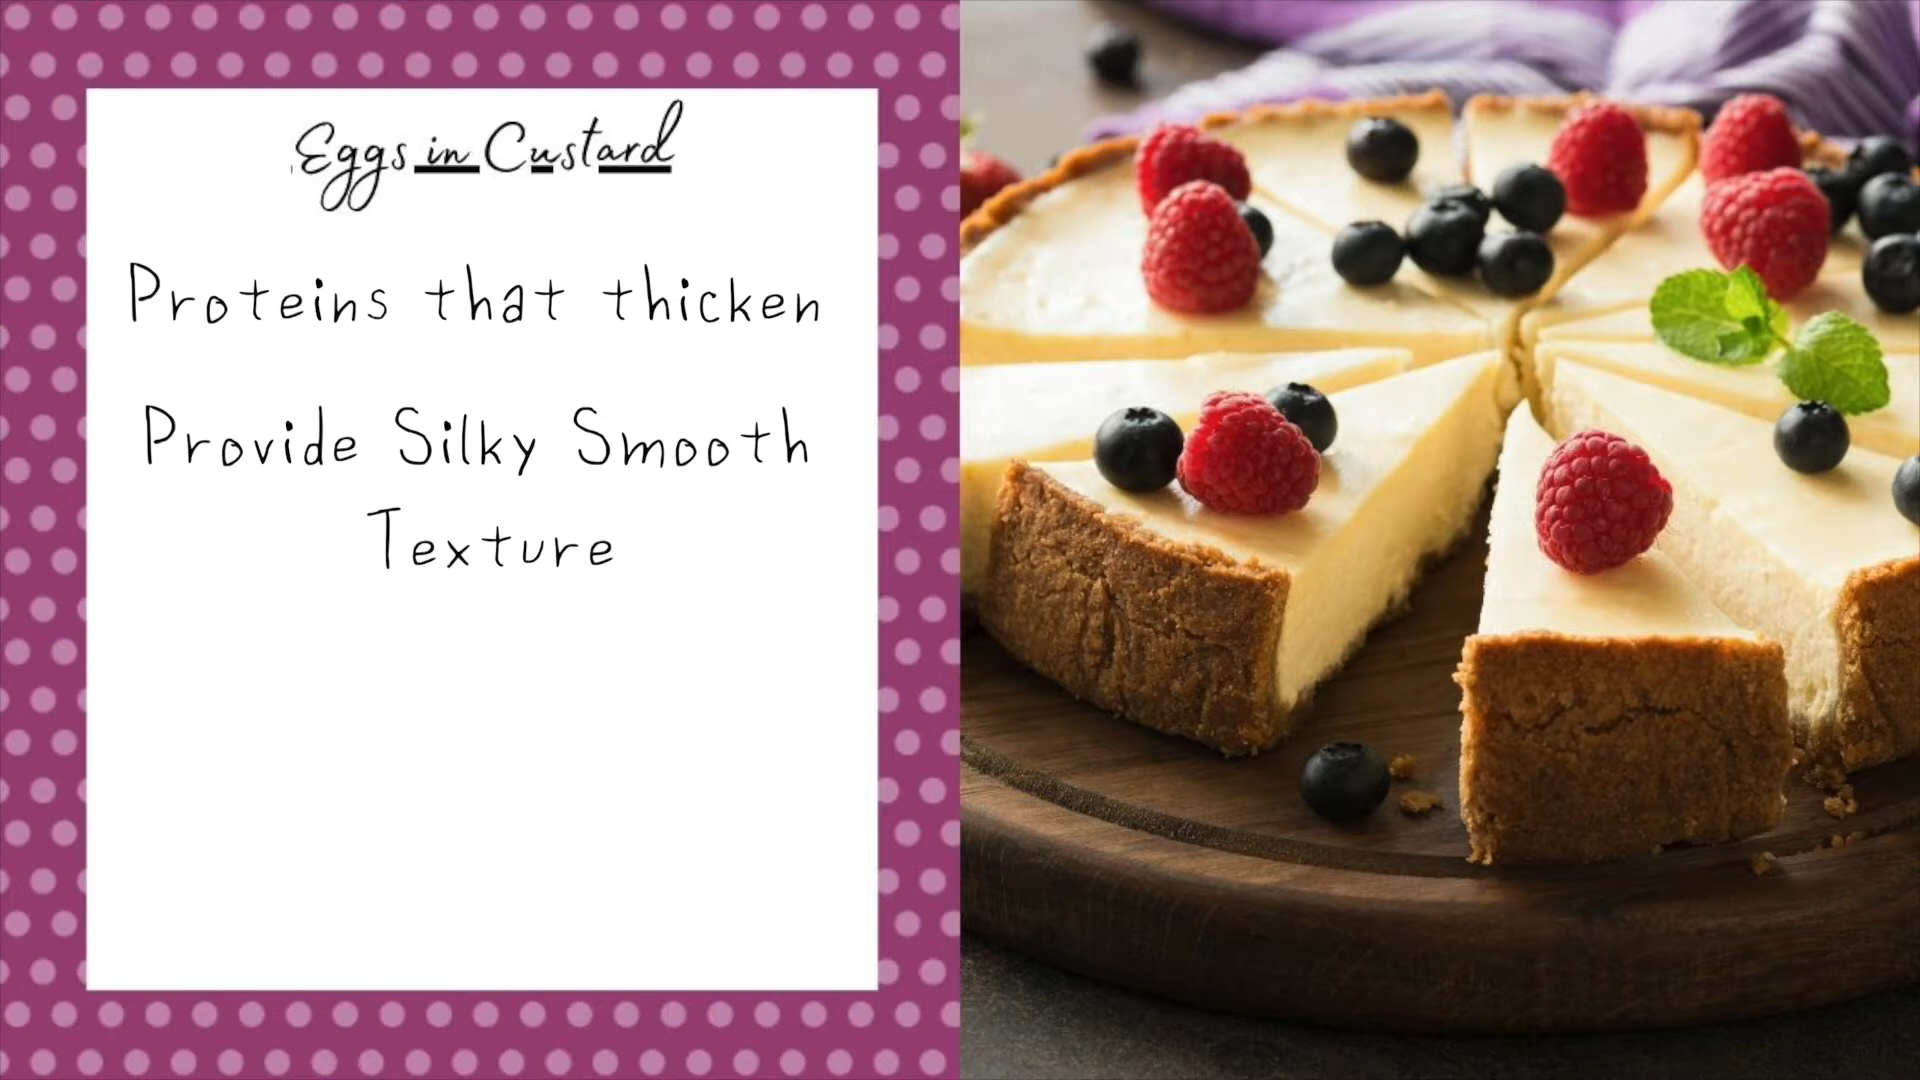 Eggs in Custard
Proteins that thicken
Provide Silky Smooth
Texture